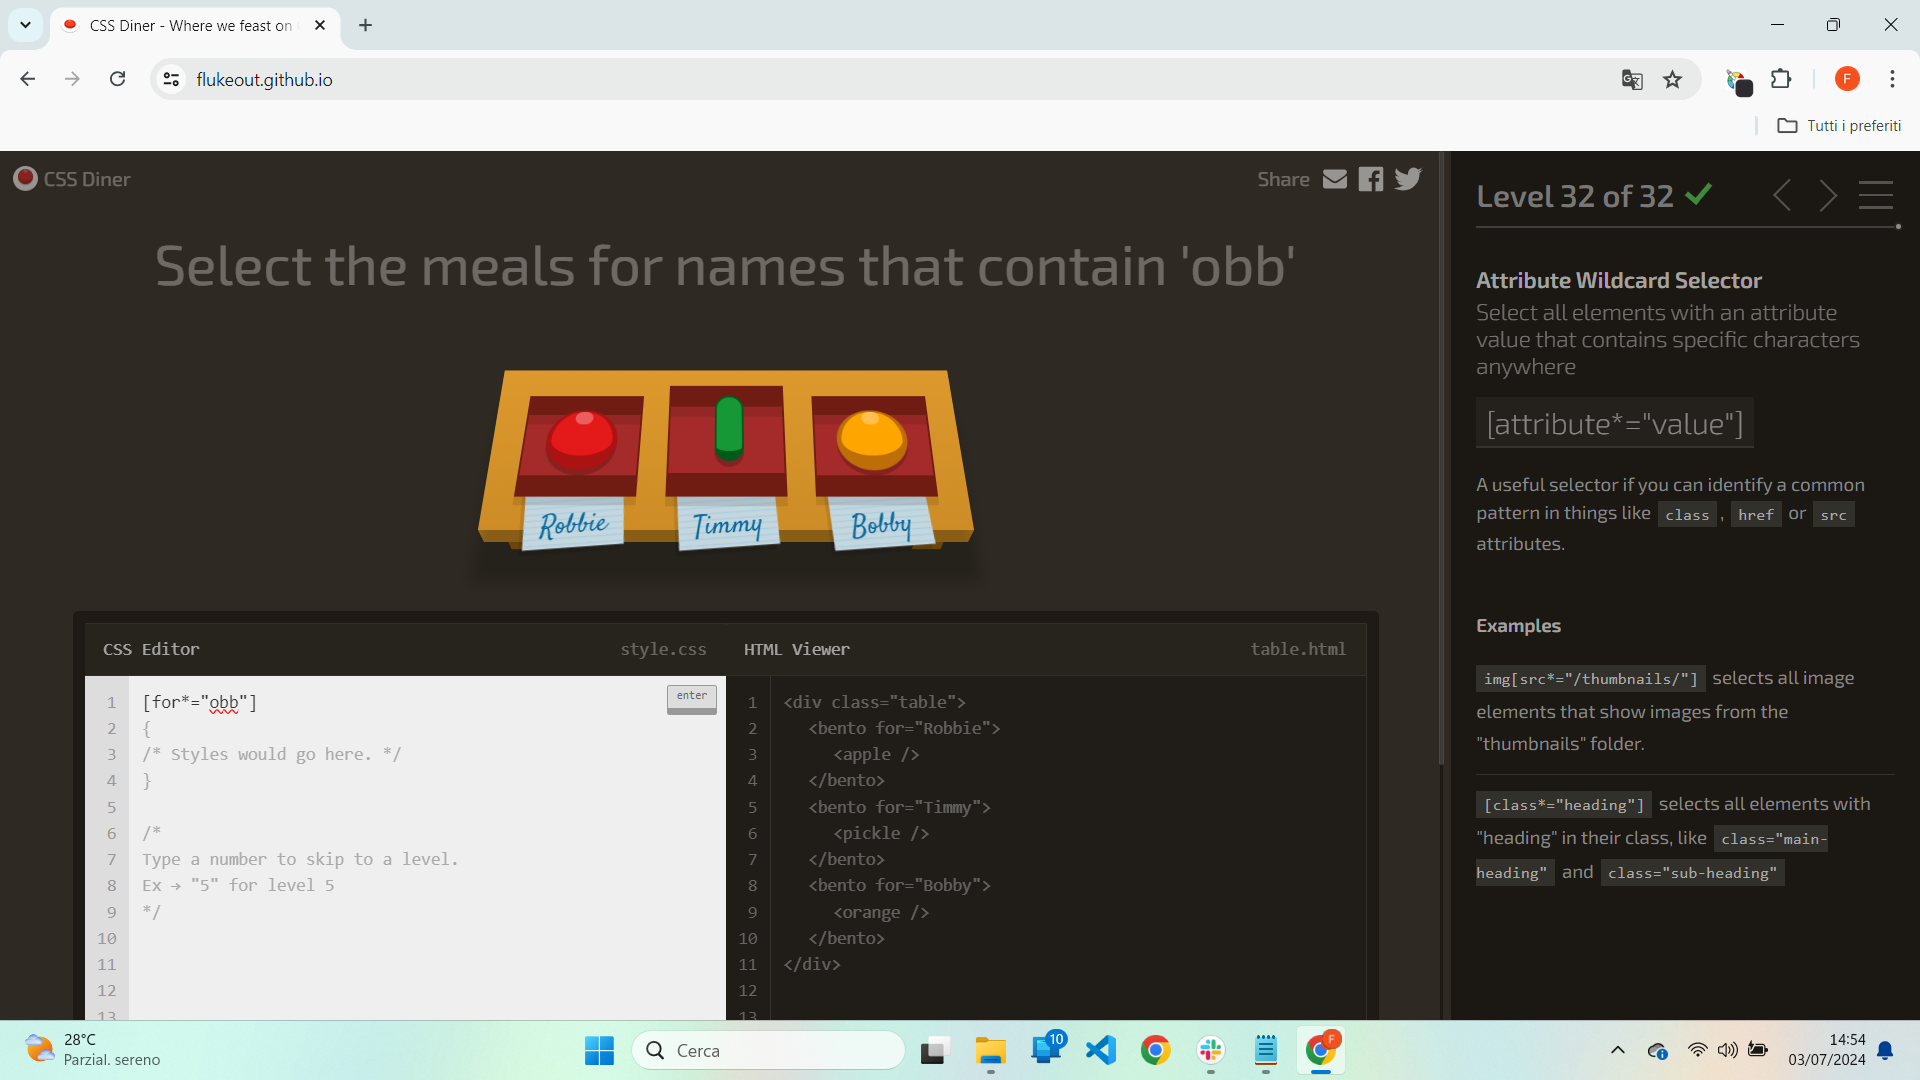 CSS Diner - Where we feast on
flukeout.github.io
Tutti i preferiti
CSS Diner
Share
Select the meals for names that contain 'obb'
Robbie
Timmy
Bobby
CSS Editor
style.css
HTML Viewer
table.html
enter
1 [for*="obb"]
2 {
3 /* Styles would go here. */
4 }
5
6 /*
7 Type a number to skip to a level.
8 Ex → "5" for level 5
9 */
10
11
12
13
1 <div class="table">
2 <bento for="Robbie">
3 <apple />
4 </bento>
5 <bento for="Timmy">
6 <pickle />
7 </bento>
8 <bento for="Bobby">
9 <orange />
10 </bento>
11 </div>
12
13
Level 32 of 32
Attribute Wildcard Selector
Select all elements with an attribute
value that contains specific characters
anywhere
[attribute*="value"]
A useful selector if you can identify a common
pattern in things like class , href or src
attributes.
Examples
img[src*="/thumbnails/"] selects all image
elements that show images from the
"thumbnails" folder.
[class*="heading"] selects all elements with
"heading" in their class, like class="main-
heading" and class="sub-heading"
F
28°C
Parzial. sereno
Cerca
10
F
14:54
03/07/2024